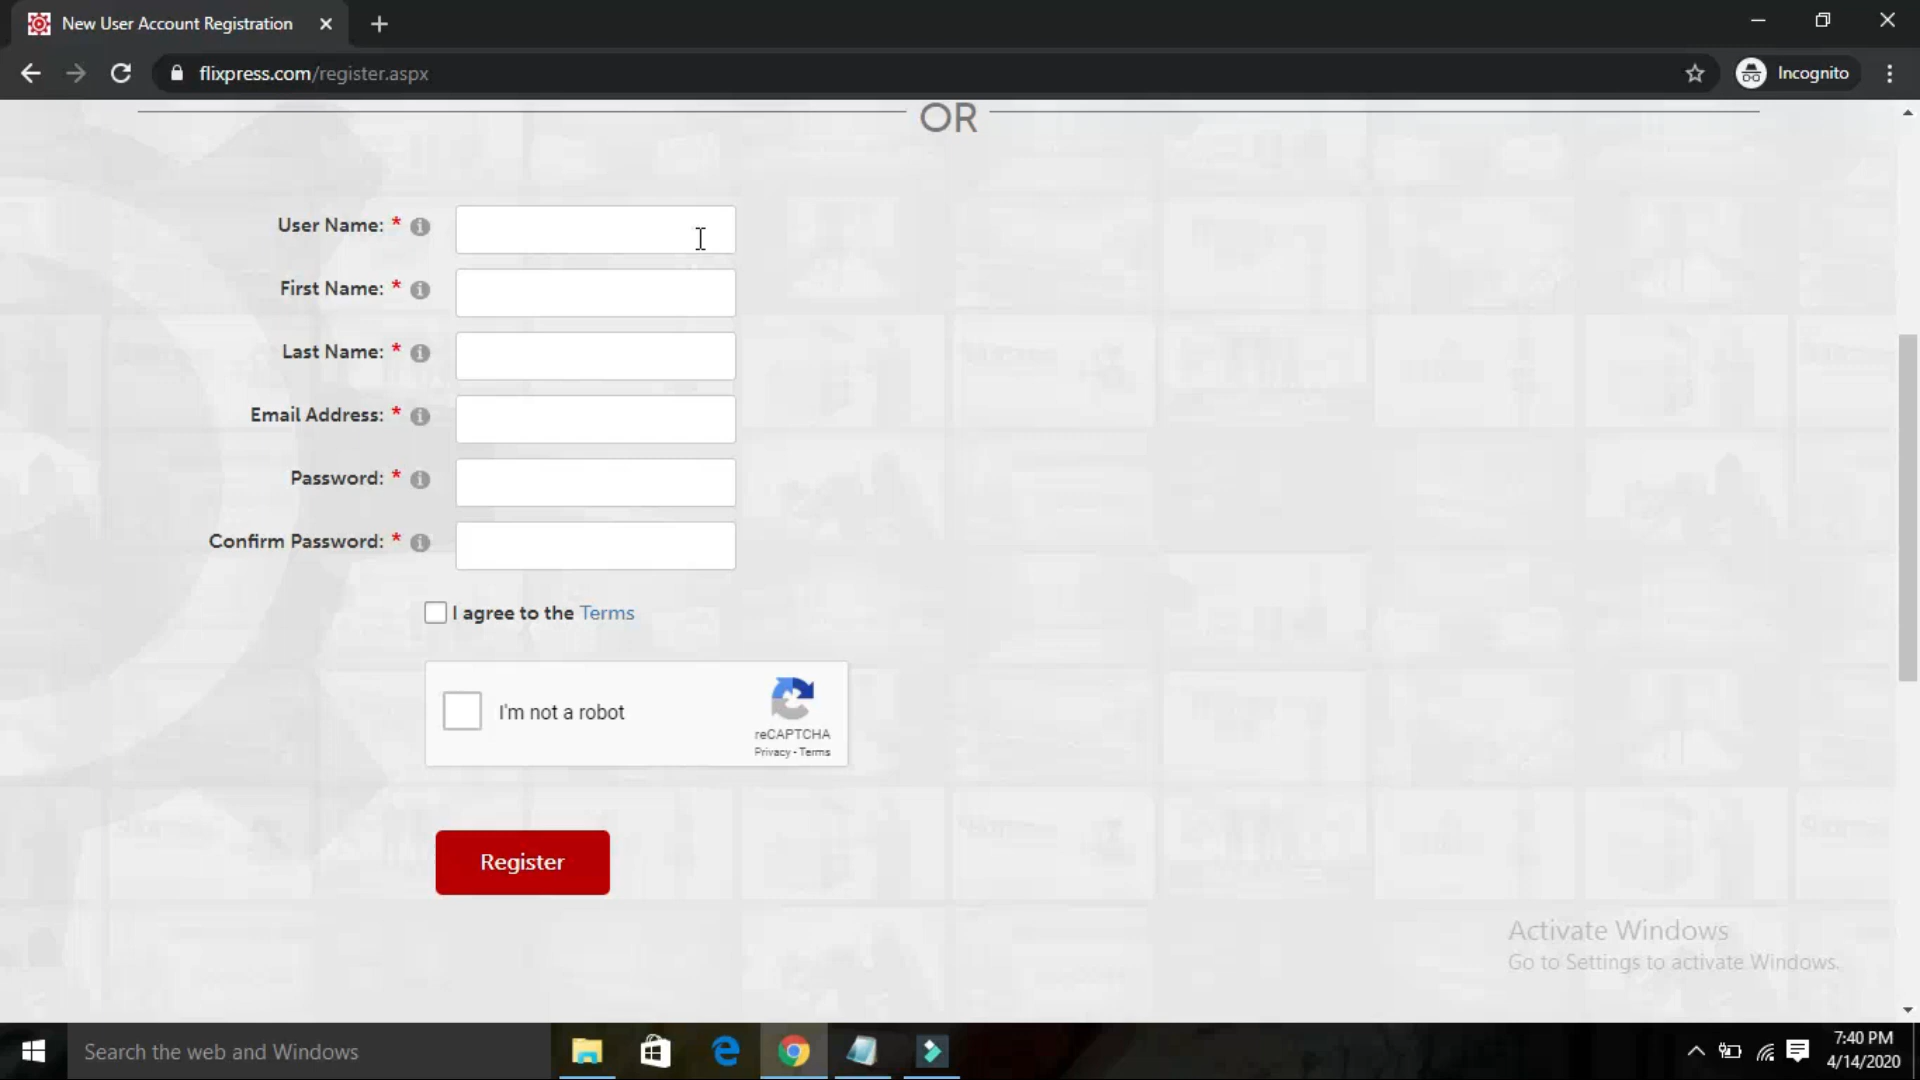 New User Account Registration
flixpress.com/register.aspx
Incognito
OR
User Name: *
First Name: *
Last Name: *
Email Address: *
Password: *
Confirm Password: *
I agree to the Terms
I'm not a robot
reCAPTCHA
Privacy - Terms
Register
Activate Windows
Go to Settings to activate Windows.
Search the web and Windows
7:40 PM
4/14/2020